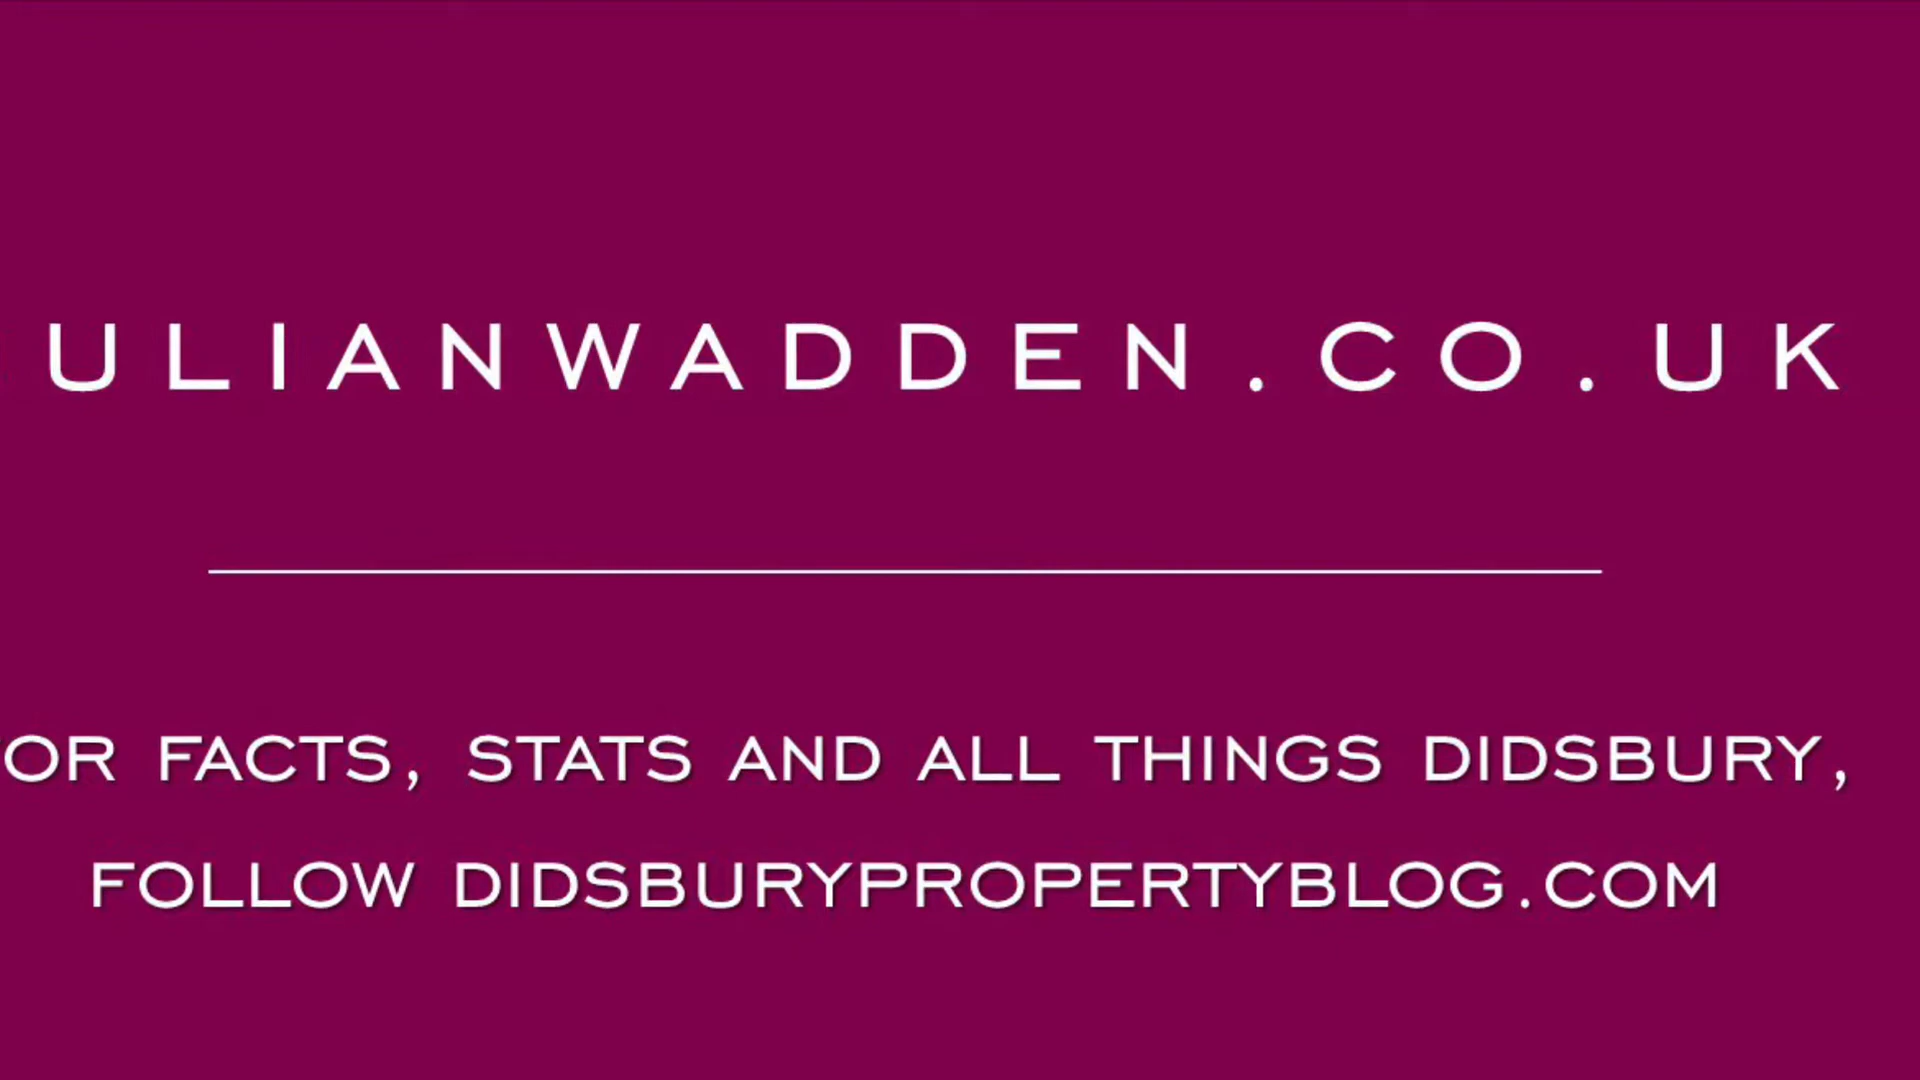 ULIANWADDEN.CO.UK
OR FACTS, STATS AND ALL THINGS DIDSBURY,
FOLLOW DIDSBURYPROPERTYBLOG.COM